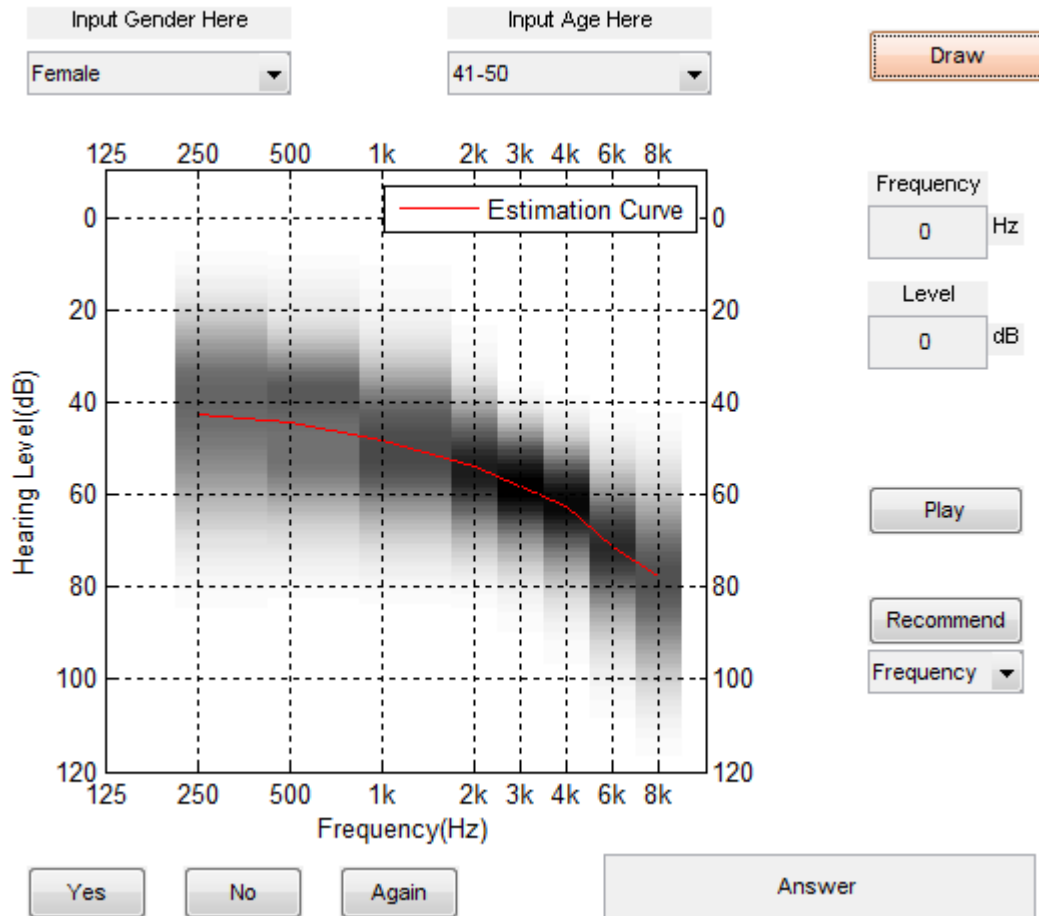 Input Gender Here
Input Age Here
Female
41-50
Draw
125 250 500 1k 2k 3k 4k 6k 8k
Estimation Curve
Hearing Level(dB)
0
20
40
60
80
100
120
0
20
40
60
80
100
120
125 250 500 1k 2k 3k 4k 6k 8k
Frequency(Hz)
Frequency
0 Hz
Level
0 dB
Play
Recommend
Frequency
Yes
No
Again
Answer